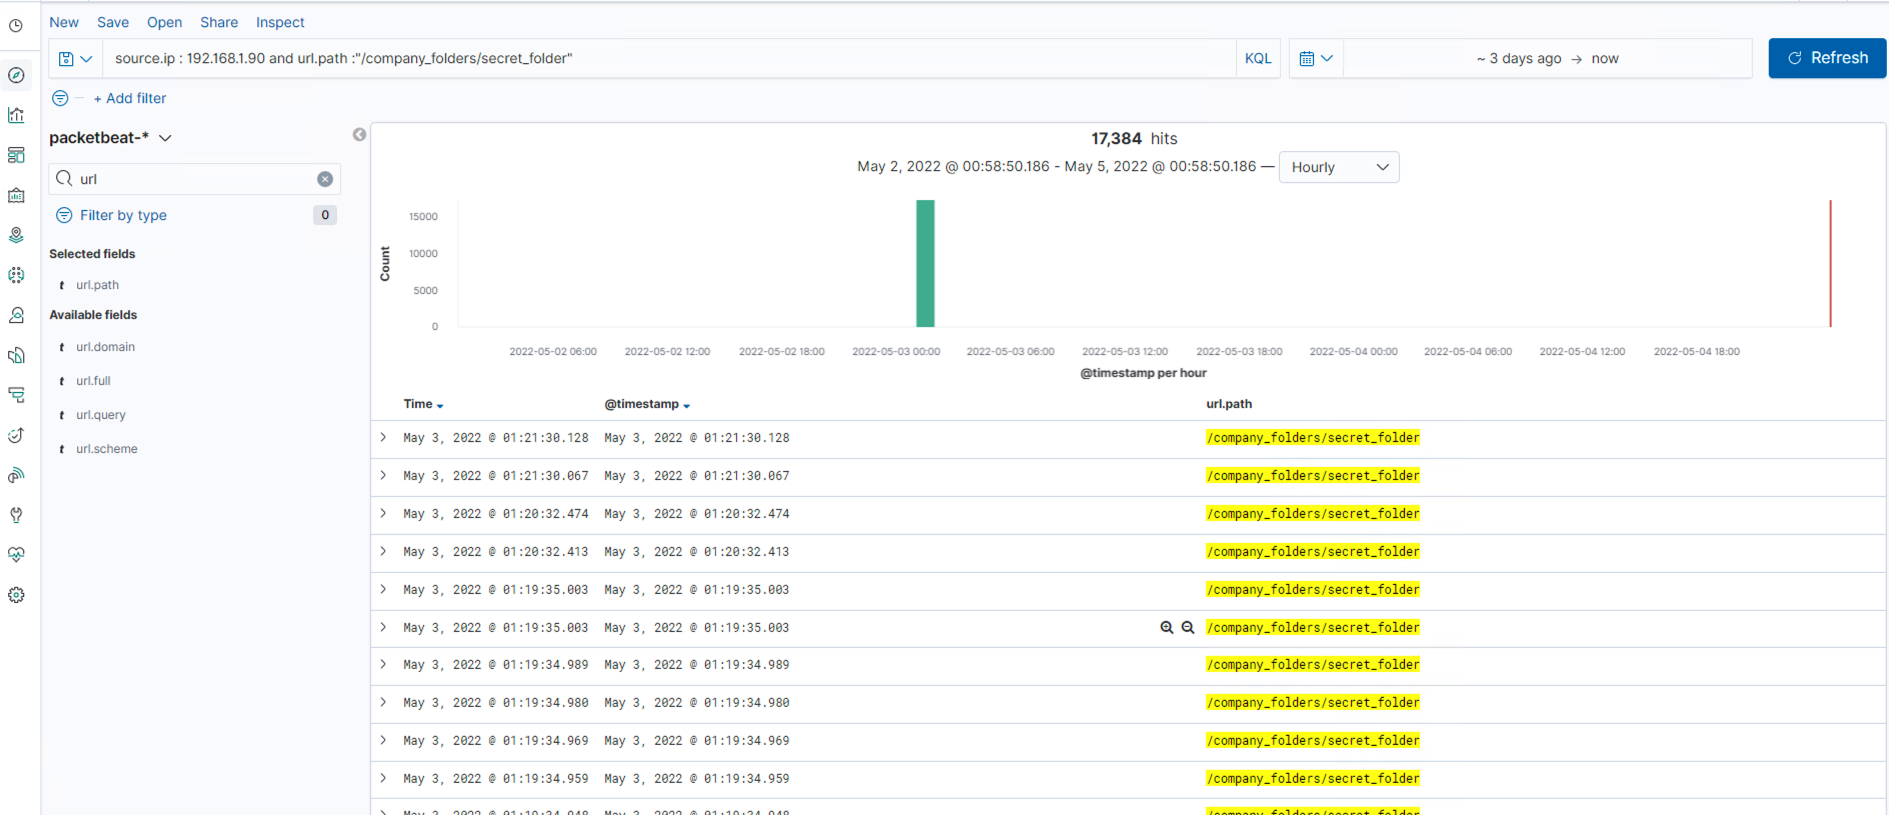 New Save Open Share Inspect
source.ip : 192.168.1.90 and url.path :"/company_folders/secret_folder" KQL ~ 3 days ago → now Refresh
+ Add filter
packetbeat-*
17,384 hits
May 2, 2022 @ 00:58:50.186 - May 5, 2022 @ 00:58:50.186 — Hourly
url
Filter by type 0
Selected fields
t url.path
Available fields
t url.domain
t url.full
t url.query
t url.scheme
Count
15000
10000
5000
0
2022-05-02 06:00 2022-05-02 12:00 2022-05-02 18:00 2022-05-03 00:00 2022-05-03 06:00 2022-05-03 12:00 2022-05-03 18:00 2022-05-04 00:00 2022-05-04 06:00 2022-05-04 12:00 2022-05-04 18:00
@timestamp per hour
Time @timestamp url.path
May 3, 2022 @ 01:21:30.128 May 3, 2022 @ 01:21:30.128 /company_folders/secret_folder
May 3, 2022 @ 01:21:30.067 May 3, 2022 @ 01:21:30.067 /company_folders/secret_folder
May 3, 2022 @ 01:20:32.474 May 3, 2022 @ 01:20:32.474 /company_folders/secret_folder
May 3, 2022 @ 01:20:32.413 May 3, 2022 @ 01:20:32.413 /company_folders/secret_folder
May 3, 2022 @ 01:19:35.003 May 3, 2022 @ 01:19:35.003 /company_folders/secret_folder
May 3, 2022 @ 01:19:35.003 May 3, 2022 @ 01:19:35.003 /company_folders/secret_folder
May 3, 2022 @ 01:19:34.989 May 3, 2022 @ 01:19:34.989 /company_folders/secret_folder
May 3, 2022 @ 01:19:34.980 May 3, 2022 @ 01:19:34.980 /company_folders/secret_folder
May 3, 2022 @ 01:19:34.969 May 3, 2022 @ 01:19:34.969 /company_folders/secret_folder
May 3, 2022 @ 01:19:34.959 May 3, 2022 @ 01:19:34.959 /company_folders/secret_folder